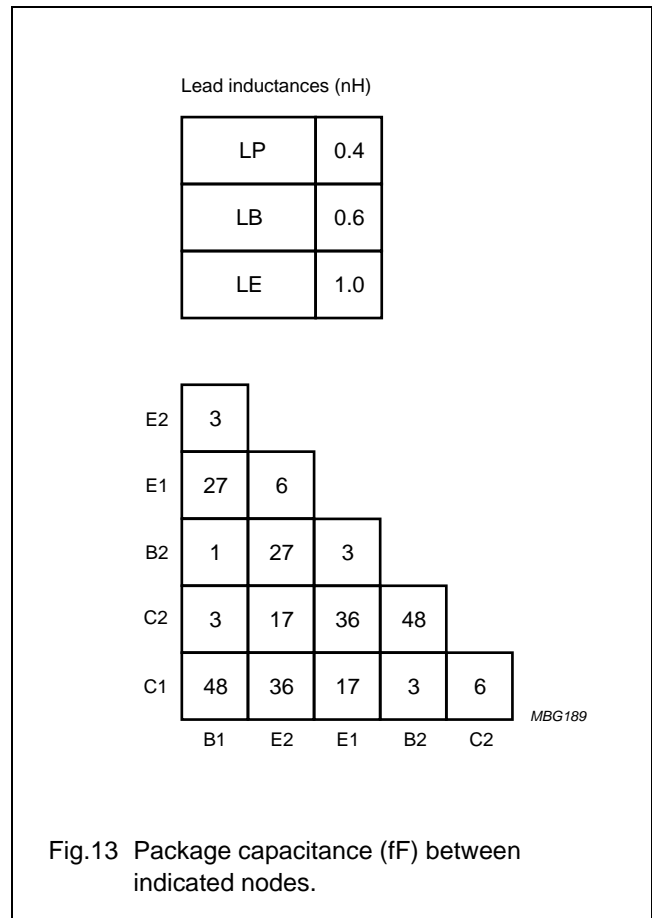 Lead inductances (nH)
LP 0.4
LB 0.6
LE 1.0
E2 3
E1 27 6
B2 1 27 3
C2 3 17 36 48
C1 48 36 17 3 6
MBG189
B1 E2 E1 B2 C2
Fig.13 Package capacitance (fF) between
indicated nodes.